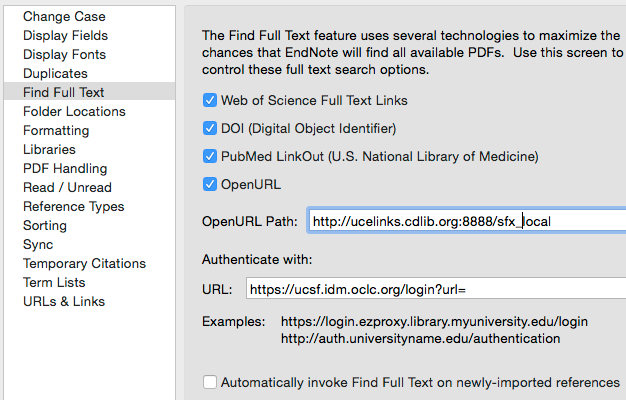 Change Case
Display Fields
Display Fonts
Duplicates
Find Full Text
Folder Locations
Formatting
Libraries
PDF Handling
Read / Unread
Reference Types
Sorting
Sync
Temporary Citations
Term Lists
URLs & Links
The Find Full Text feature uses several technologies to maximize the
chances that EndNote will find all available PDFs.  Use this screen to
control these full text search options.
Web of Science Full Text Links
DOI (Digital Object Identifier)
PubMed LinkOut (U.S. National Library of Medicine)
OpenURL
OpenURL Path: http://ucelinks.cdlib.org:8888/sfx_local
Authenticate with:
URL: https://ucsf.idm.oclc.org/login?url=
Examples: https://login.ezproxy.library.myuniversity.edu/login
http://auth.universityname.edu/authentication
Automatically invoke Find Full Text on newly-imported references